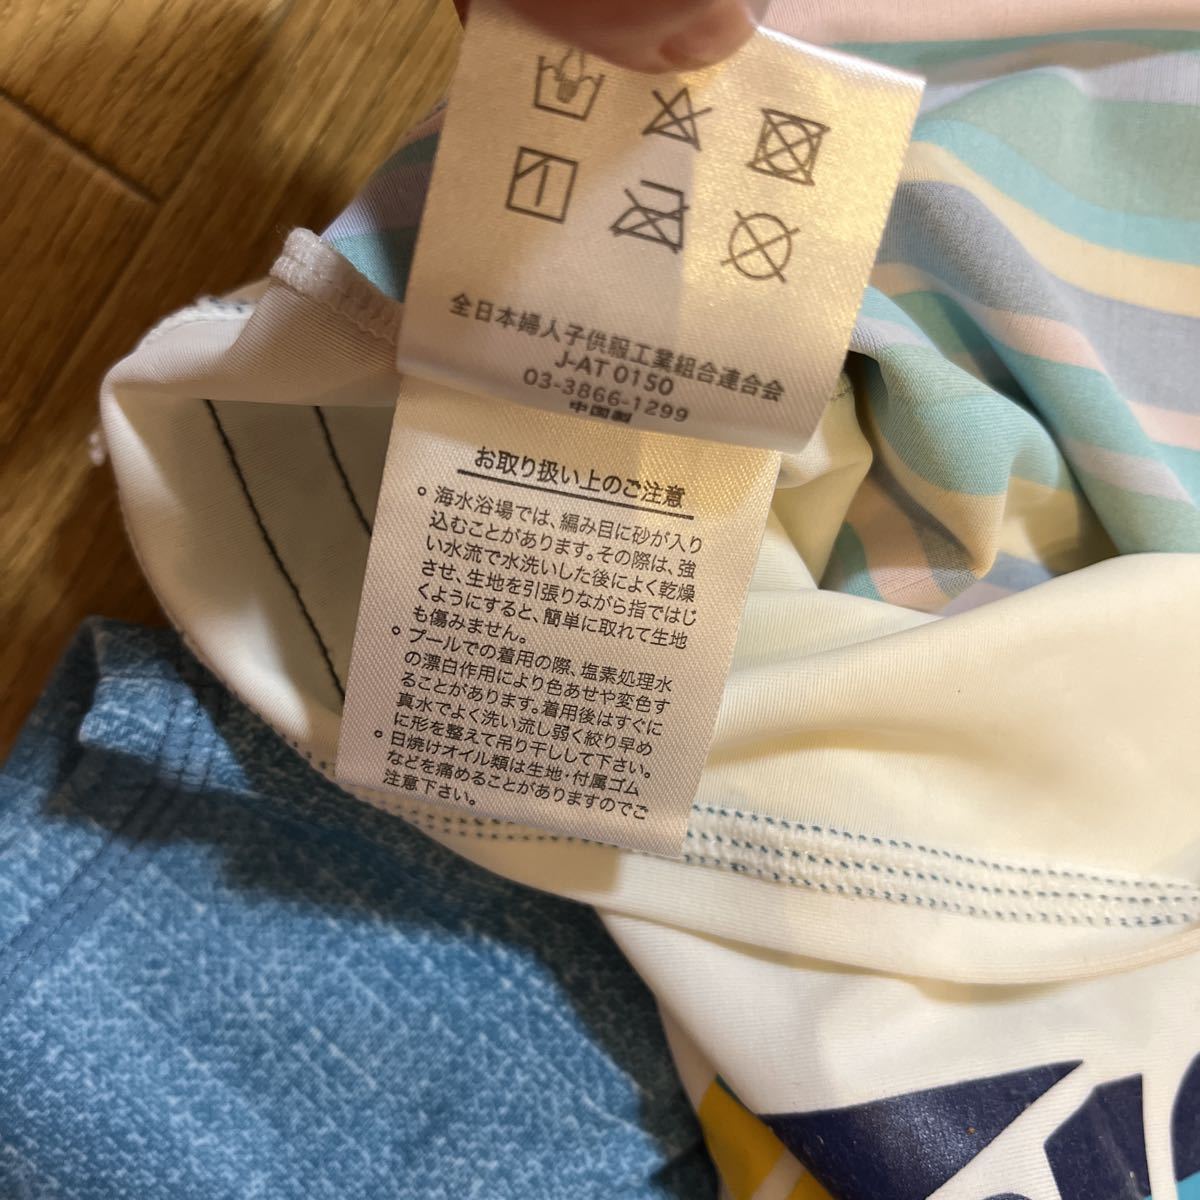 全日本婦人子供服工業組合連合会
J-AT 0150
03-3866-1299
中国製
お取り扱い上のご注意
。海水浴場では、編み目に砂が入り
込むことがあります。その際は、強
い水流で水洗いした後によく乾燥
させ、生地を引張りながら指ではじ
くようにすると、簡単に取れて生地
も傷みません。
。プールでの着用の際、塩素処理水
の漂白作用により色あせや変色す
ることがあります。着用後はすぐに
真水でよく洗い流し弱く絞り早め
に形を整えて吊り干しして下さい。
。日焼けオイル類は生地・付属ゴム
などを痛めることがありますのでご
注意下さい。